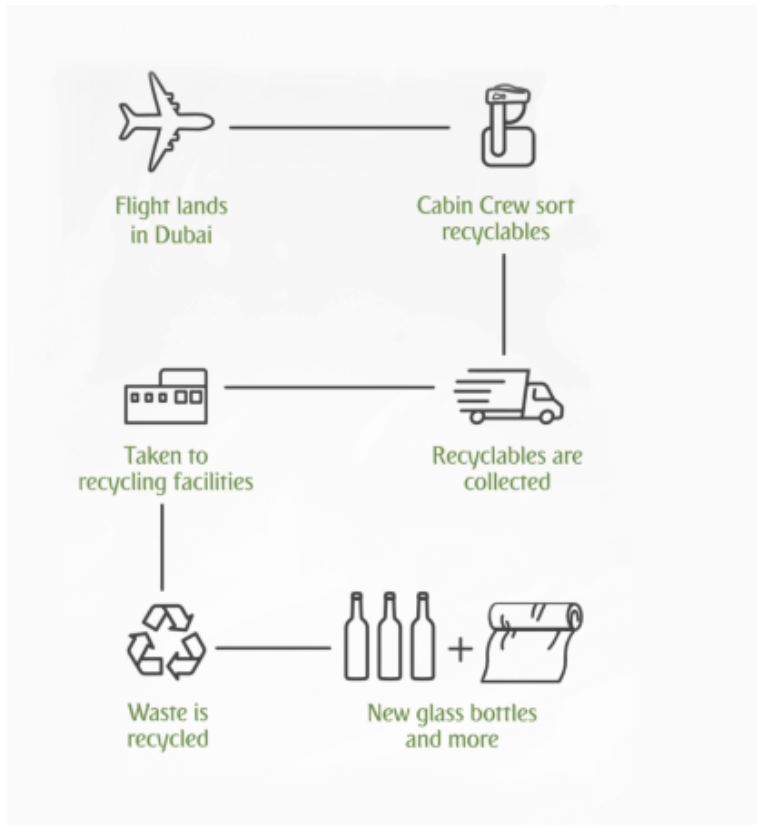 Flight lands
in Dubai
Cabin Crew sort
recyclables
Recyclables are
collected
Taken to
recycling facilities
Waste is
recycled
New glass bottles
and more